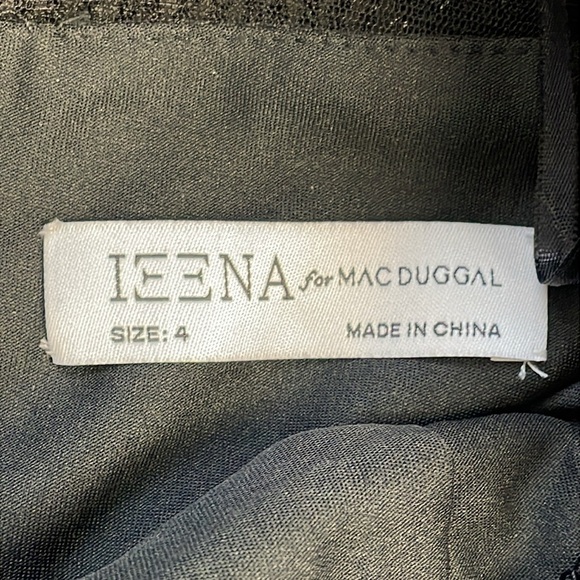 IEENA for MAC DUGGAL
SIZE: 4 MADE IN CHINA